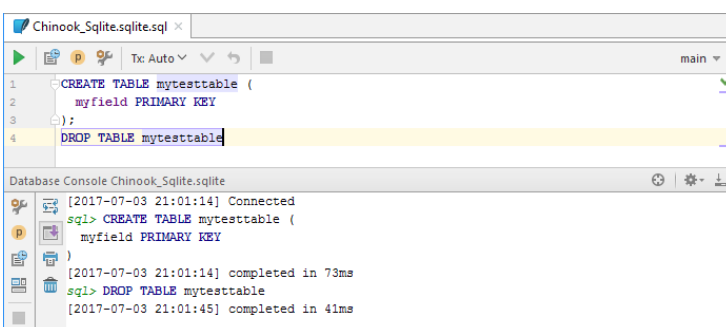 Chinook_Sqlite.sqlite.sql
Tx: Auto
main
1 CREATE TABLE mytesttable (
2   myfield PRIMARY KEY
3 );
4 DROP TABLE mytesttable
Database Console Chinook_Sqlite.sqlite
[2017-07-03 21:01:14] Connected
sql> CREATE TABLE mytesttable (
  myfield PRIMARY KEY
)
[2017-07-03 21:01:14] completed in 73ms
sql> DROP TABLE mytesttable
[2017-07-03 21:01:45] completed in 41ms